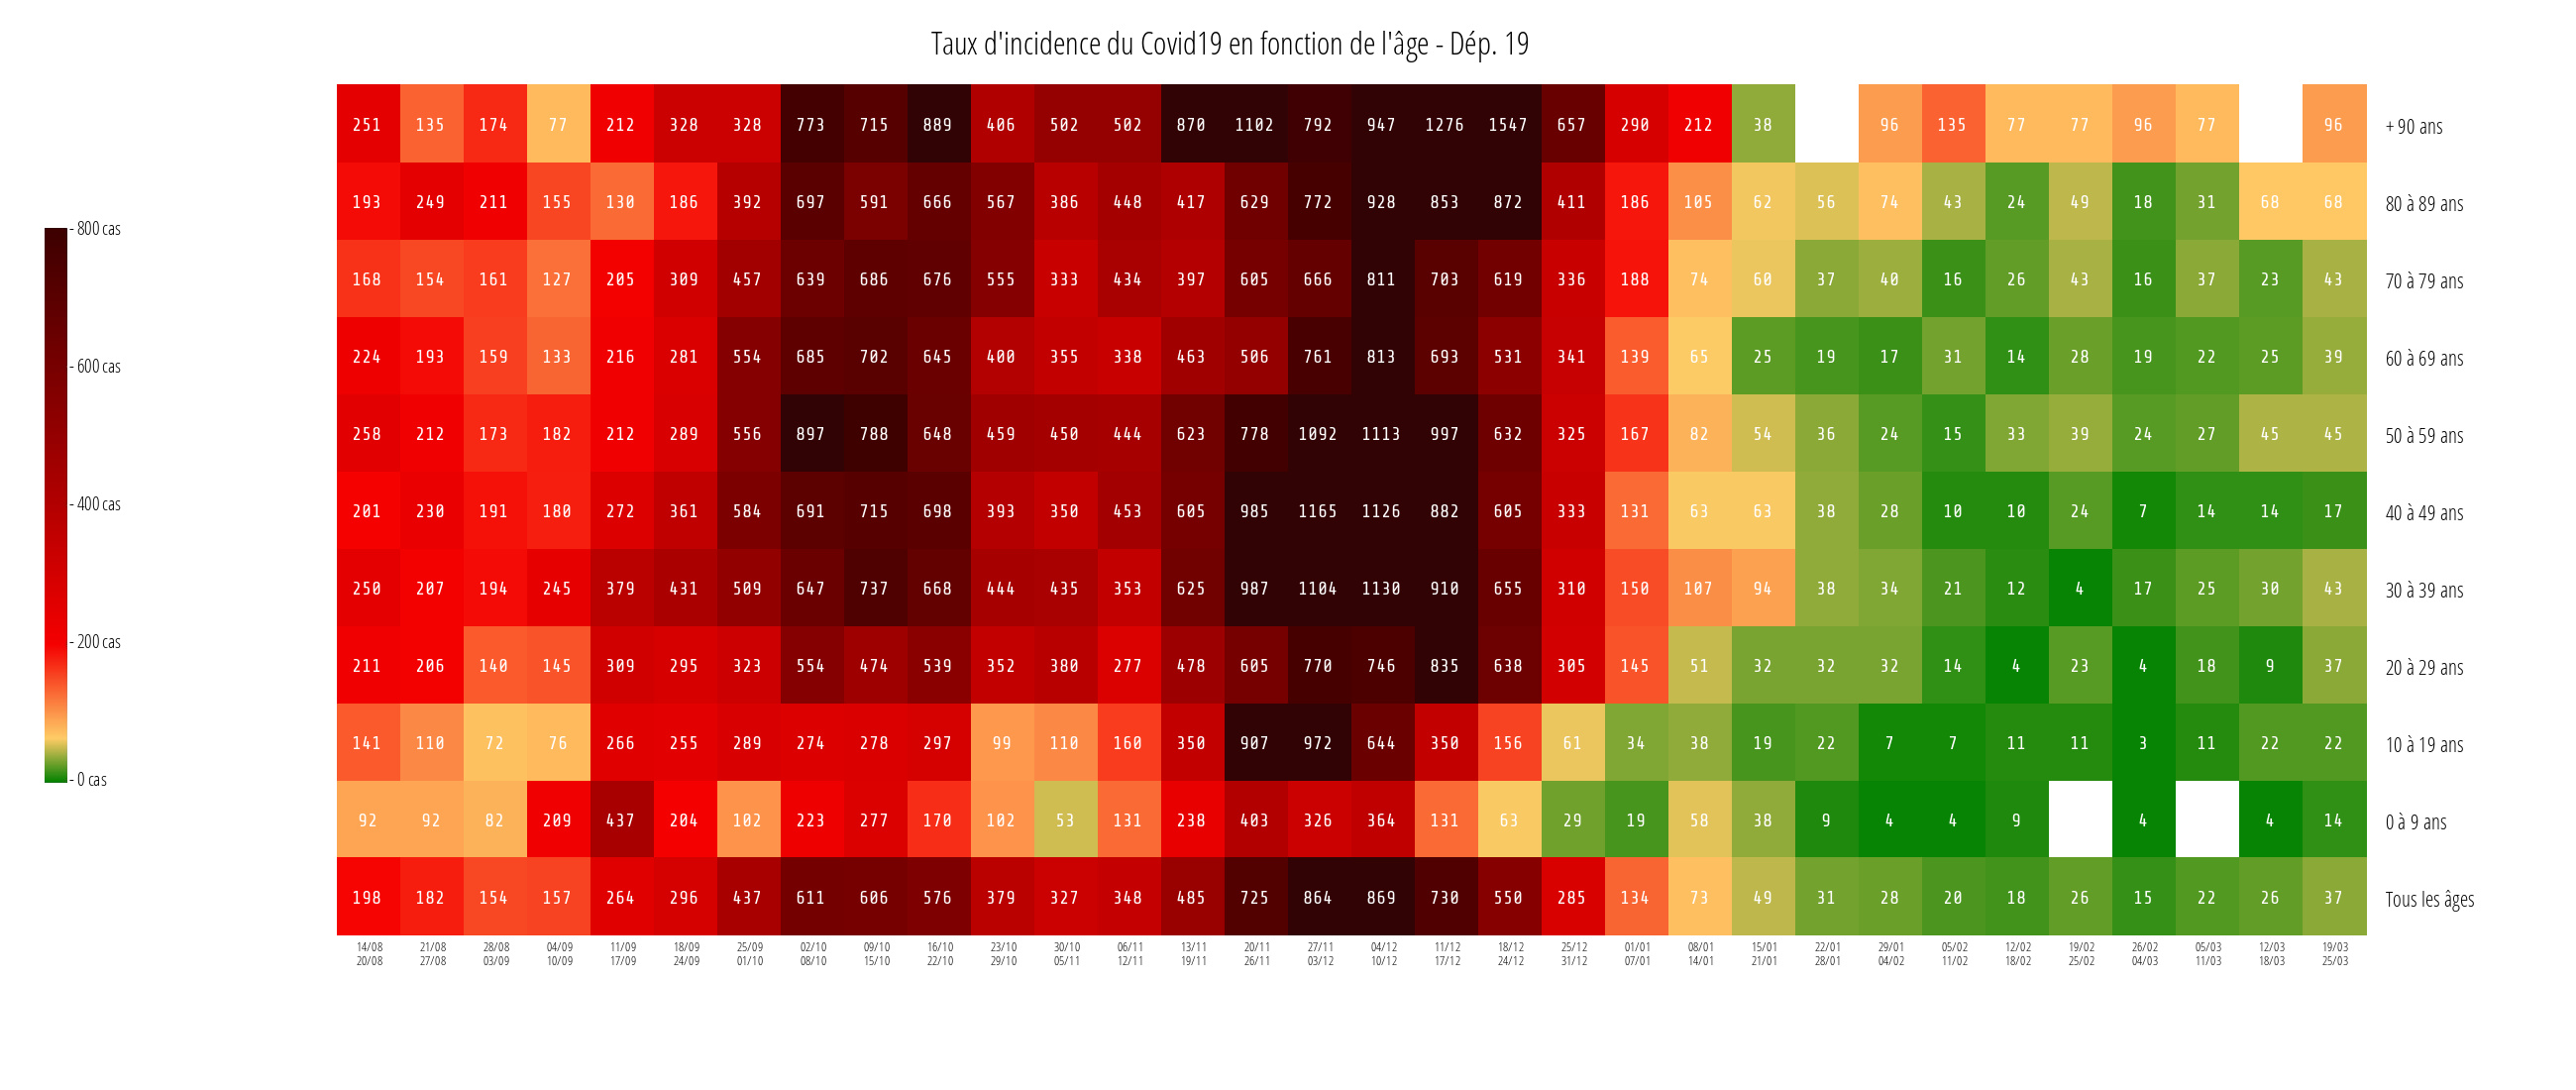 Taux d'incidence du Covid19 en fonction de l'âge - Dép. 19
- 800 cas
- 600 cas
- 400 cas
- 200 cas
- 0 cas
251 135 174 77 212 328 328 773 715 889 406 502 502 870 1102 792 947 1276 1547 657 290 212 38 96 135 77 77 96 77 96 + 90 ans
193 249 211 155 130 186 392 697 591 666 567 386 448 417 629 772 928 853 872 411 186 105 62 56 74 43 24 49 18 31 68 68 80 à 89 ans
168 154 161 127 205 309 457 639 686 676 555 333 434 397 605 666 811 703 619 336 188 74 60 37 40 16 26 43 16 37 23 43 70 à 79 ans
224 193 159 133 216 281 554 685 702 645 400 355 338 463 506 761 813 693 531 341 139 65 25 19 17 31 14 28 19 22 25 39 60 à 69 ans
258 212 173 182 212 289 556 897 788 648 459 450 444 623 778 1092 1113 997 632 325 167 82 54 36 24 15 33 39 24 27 45 45 50 à 59 ans
201 230 191 180 272 361 584 691 715 698 393 350 453 605 985 1165 1126 882 605 333 131 63 63 38 28 10 10 24 7 14 14 17 40 à 49 ans
250 207 194 245 379 431 509 647 737 668 444 435 353 625 987 1104 1130 910 655 310 150 107 94 38 34 21 12 4 17 25 30 43 30 à 39 ans
211 206 140 145 309 295 323 554 474 539 352 380 277 478 605 770 746 835 638 305 145 51 32 32 32 14 4 23 4 18 9 37 20 à 29 ans
141 110 72 76 266 255 289 274 278 297 99 110 160 350 907 972 644 350 156 61 34 38 19 22 7 7 11 11 3 11 22 22 10 à 19 ans
92 92 82 209 437 204 102 223 277 170 102 53 131 238 403 326 364 131 63 29 19 58 38 9 4 4 9 4 4 14 0 à 9 ans
198 182 154 157 264 296 437 611 606 576 379 327 348 485 725 864 869 730 550 285 134 73 49 31 28 20 18 26 15 22 26 37 Tous les âges
14/08 21/08 28/08 04/09 11/09 18/09 25/09 02/10 09/10 16/10 23/10 30/10 06/11 13/11 20/11 27/11 04/12 11/12 18/12 25/12 01/01 08/01 15/01 22/01 29/01 05/02 12/02 19/02 26/02 05/03 12/03 19/03
20/08 27/08 03/09 10/09 17/09 24/09 01/10 08/10 15/10 22/10 29/10 05/11 12/11 19/11 26/11 03/12 10/12 17/12 24/12 31/12 07/01 14/01 21/01 28/01 04/02 11/02 18/02 25/02 04/03 11/03 18/03 25/03